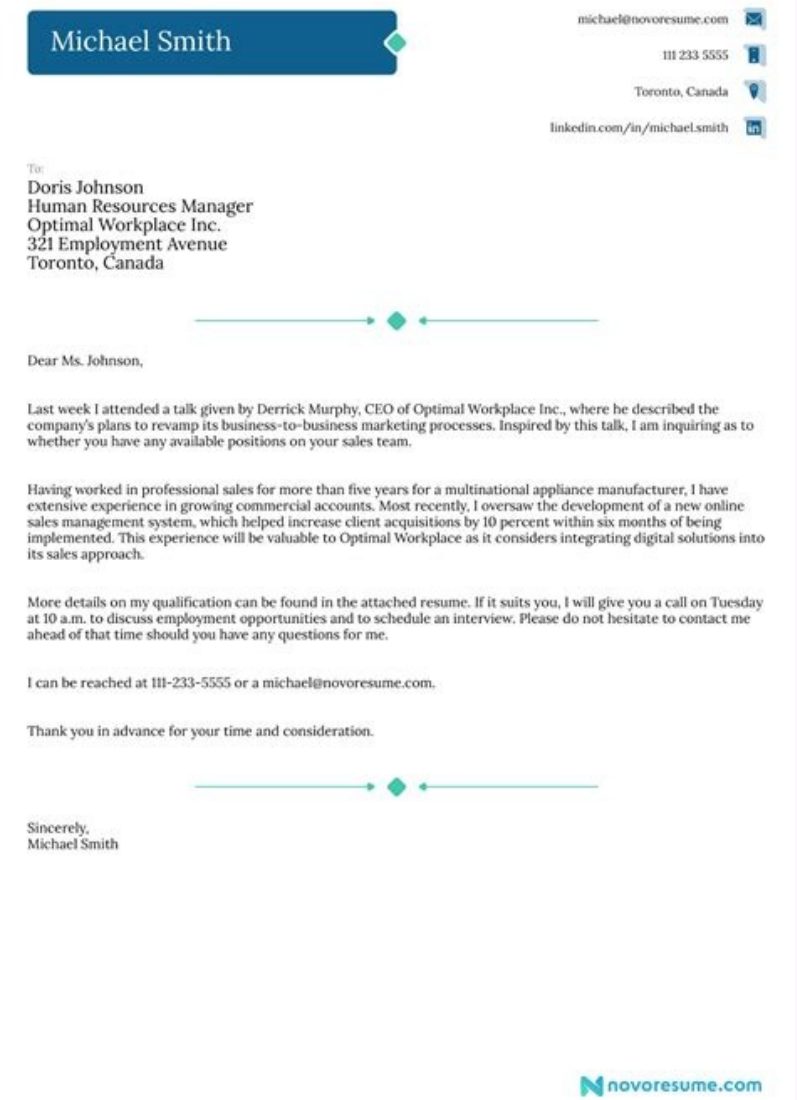 Michael Smith
michael@novoresume.com
111 233 5555
Toronto, Canada
linkedin.com/in/michael.smith
in
To:
Doris Johnson
Human Resources Manager
Optimal Workplace Inc.
321 Employment Avenue
Toronto, Canada
Dear Ms. Johnson,
Last week I attended a talk given by Derrick Murphy, CEO of Optimal Workplace Inc., where he described the
company's plans to revamp its business-to-business marketing processes. Inspired by this talk, I am inquiring as to
whether you have any available positions on your sales team.
Having worked in professional sales for more than five years for a multinational appliance manufacturer, I have
extensive experience in growing commercial accounts. Most recently, I oversaw the development of a new online
sales management system, which helped increase client acquisitions by 10 percent within six months of being
implemented. This experience will be valuable to Optimal Workplace as it considers integrating digital solutions into
its sales approach.
More details on my qualification can be found in the attached resume. If it suits you, I will give you a call on Tuesday
at 10 a.m. to discuss employment opportunities and to schedule an interview. Please do not hesitate to contact me
ahead of that time should you have any questions for me.
I can be reached at 111-233-5555 or a michael@novoresume.com.
Thank you in advance for your time and consideration.
Sincerely,
Michael Smith
novoresume.com